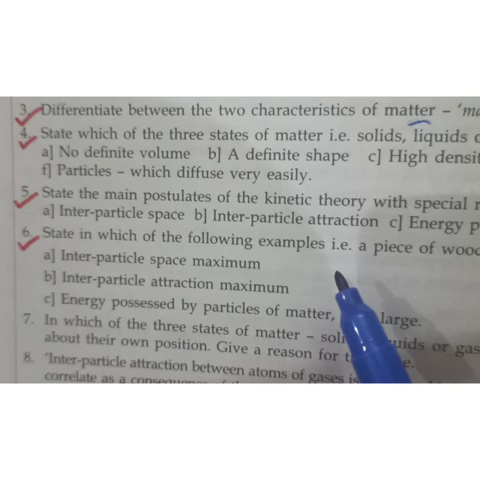 3. Differentiate between the two characteristics of matter – 'm
4. State which of the three states of matter i.e. solids, liquids
a] No definite volume b] A definite shape c] High densit
f] Particles – which diffuse very easily.
5. State the main postulates of the kinetic theory with special
a] Inter-particle space b] Inter-particle attraction c] Energy p
6. State in which of the following examples i.e. a piece of wood
a] Inter-particle space maximum
b] Inter-particle attraction maximum
c] Energy possessed by particles of matter, large.
7. In which of the three states of matter – or gas
about their own position. Give a reason for
8. 'Inter-particle attraction between atoms of gases is
correlate as a